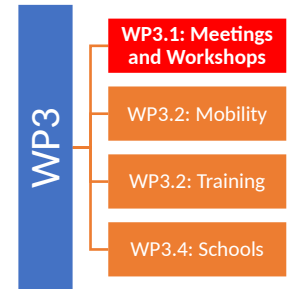 WP3
WP3.1: Meetings
and Workshops
WP3.2: Mobility
WP3.2: Training
WP3.4: Schools